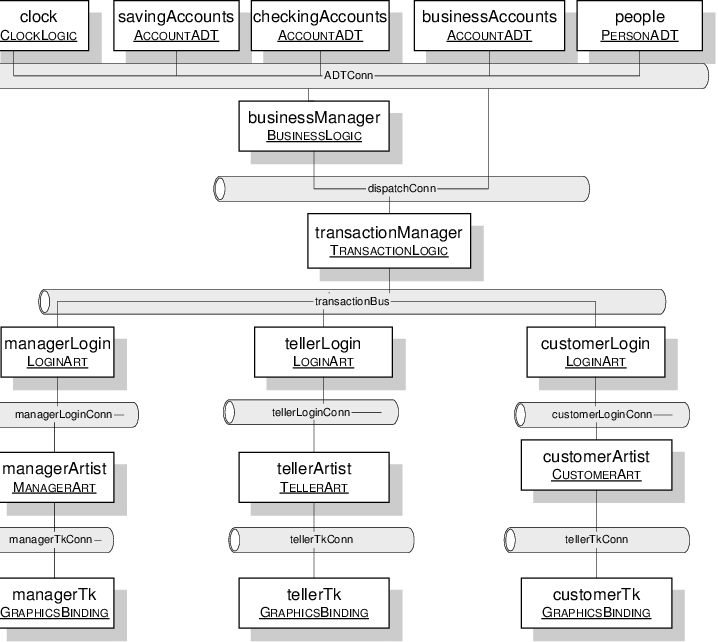 clock savingAccounts checkingAccounts businessAccounts people
CLOCKLOGIC ACCOUNTADT ACCOUNTADT ACCOUNTADT PERSONADT
ADTConn
businessManager
BUSINESSLOGIC
dispatchConn
transactionManager
TRANSACTIONLOGIC
transactionBus
managerLogin tellerLogin customerLogin
LOGINART LOGINART LOGINART
managerLoginConn tellerLoginConn customerLoginConn
managerArtist tellerArtist customerArtist
MANAGERART TELLERART CUSTOMERART
managerTkConn tellerTkConn tellerTkConn
managerTk tellerTk customerTk
GRAPHICSBINDING GRAPHICSBINDING GRAPHICSBINDING